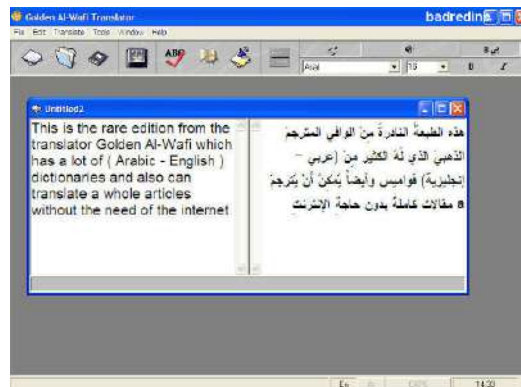 Golden Al-Wafi Translator
badredin
File Edit Translate Tools Window Help
ABC
Arial 16 B I
Untitled2
This is the rare edition from the
translator Golden Al-Wafi which
has a lot of ( Arabic - English )
dictionaries and also can
translate a whole articles
without the need of the internet
هذه الطبعةُ النادرةُ مِنْ الوافي المترجمِ
الذهبيَ الذي لَهُ الكثير مِنْ (عربي –
إنجليزية) قواميس وأيضاً يُمْكِنُ أَنْ يُترجمَ
a مقالات كاملة بدون حاجةِ الإنترنتِ
En
14:33